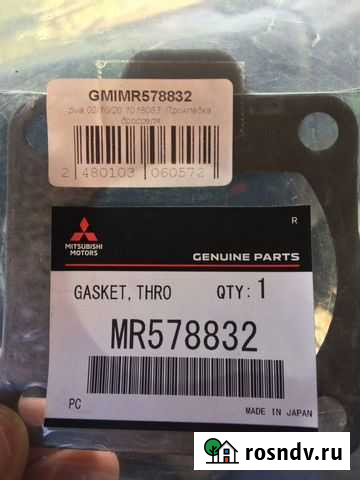 GMIMR578832
дросселя
2 480103 060572
R
MITSUBISHI
MOTORS
GENUINE PARTS
GASKET, THRO QTY: 1
MR578832
PC
MADE IN JAPAN
rosndv.ru